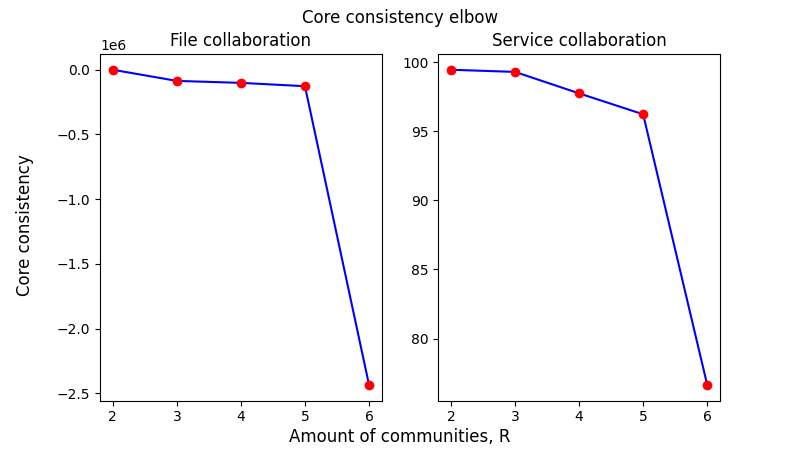 Core consistency elbow
File collaboration
Service collaboration
1e6
0.0
−0.5
−1.0
−1.5
−2.0
−2.5
2 3 4 5 6
100
95
90
85
80
2 3 4 5 6
Core consistency
Amount of communities, R